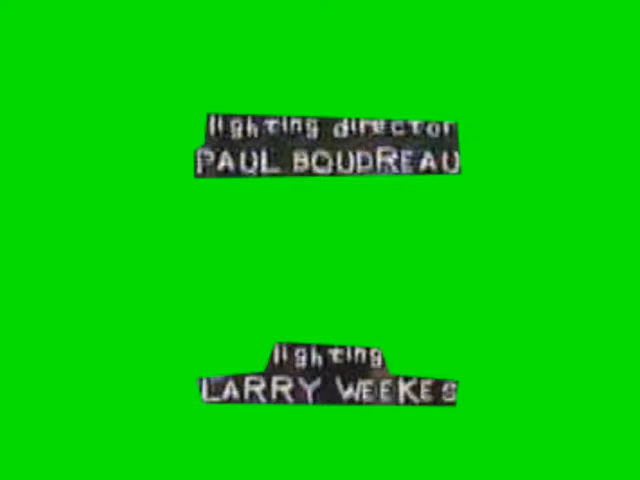 lighting director
PAUL BOUDREAU
lighting
LARRY WEEKES